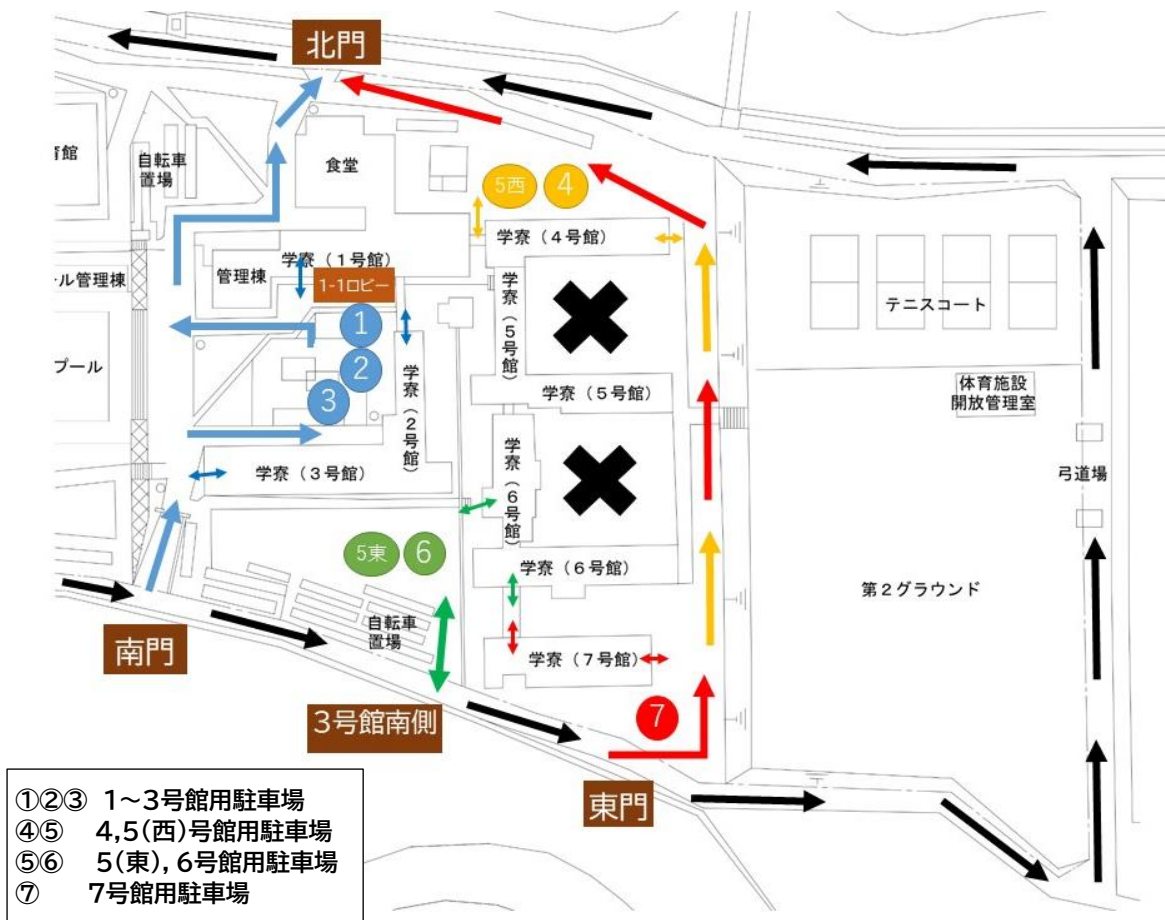 北門
育館
自転車
置場
食堂
5西
4
学寮(4号館)
学寮(1号館)
管理棟
1-1ロビー
ール管理棟
学寮(5号館)
テニスコート
1
2
3
プール
学寮(2号館)
学寮(5号館)
体育施設
開放管理室
学寮(3号館)
学寮(6号館)
弓道場
5東
6
学寮(6号館)
第2グラウンド
自転車
置場
南門
学寮(7号館)
3号館南側
7
東門
①②③ 1~3号館用駐車場
④⑤ 4,5(西)号館用駐車場
⑤⑥ 5(東),6号館用駐車場
⑦ 7号館用駐車場